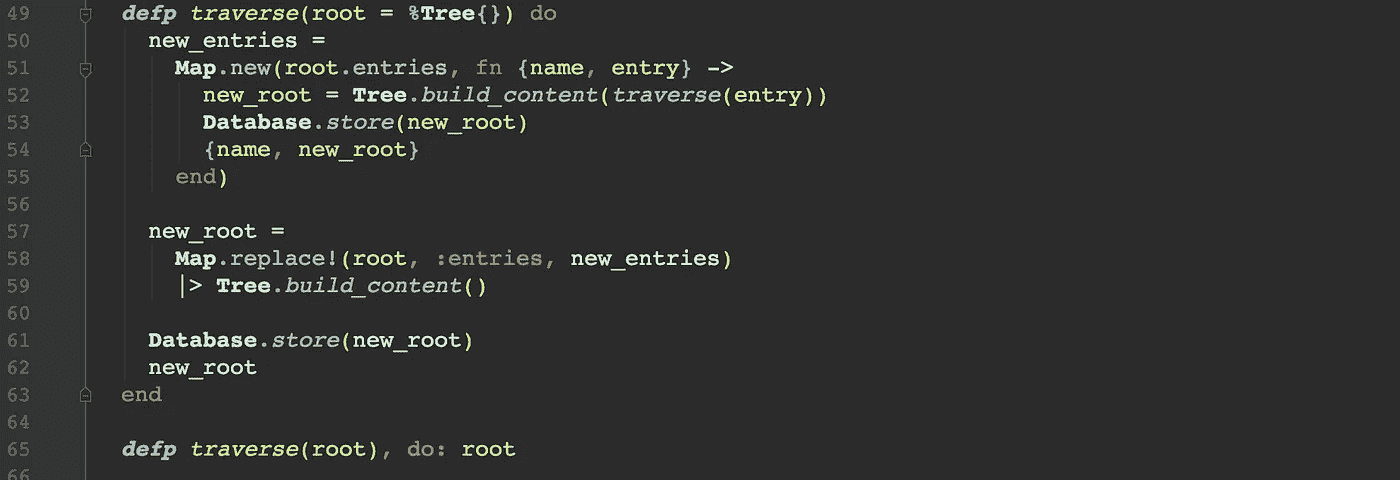 49 defp traverse(root = %Tree{}) do
50 new_entries =
51 Map.new(root.entries, fn {name, entry} ->
52 new_root = Tree.build_content(traverse(entry))
53 Database.store(new_root)
54 {name, new_root}
55 end)
56
57 new_root =
58 Map.replace!(root, :entries, new_entries)
59 |> Tree.build_content()
60
61 Database.store(new_root)
62 new_root
63 end
64
65 defp traverse(root), do: root
66